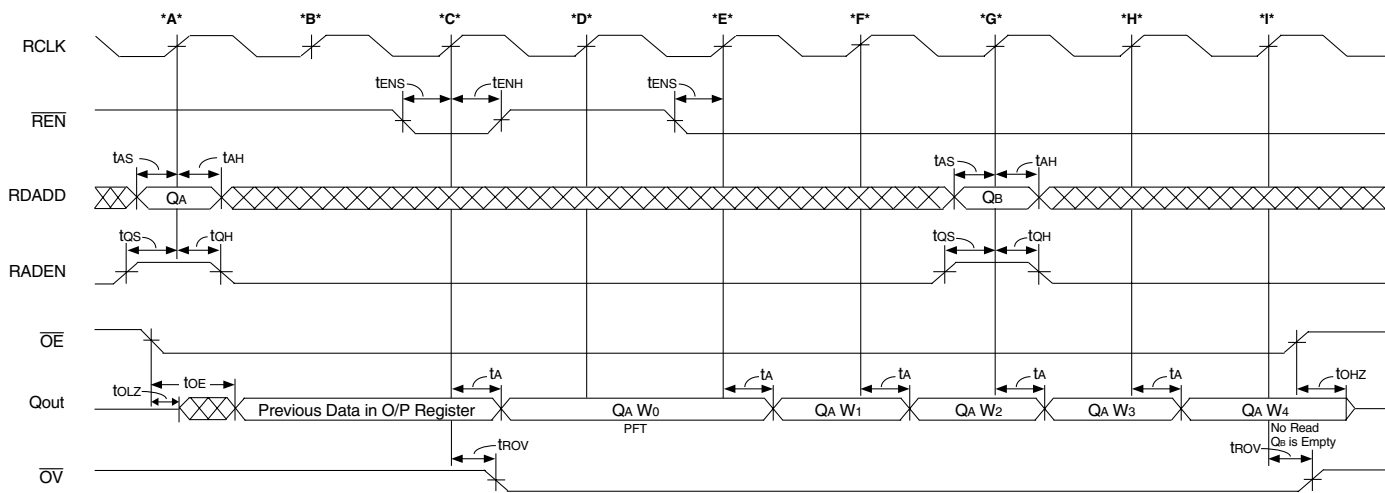 *A* *B* *C* *D* *E* *F* *G* *H* *I*
RCLK
tENS tENH tENS
REN
tAS tAH tAS tAH
RDADD QA QB
tQS tQH tQS tQH
RADEN
OE
tOLZ tOE tA tA tA tA tA tOHZ
Qout Previous Data in O/P Register QA W0 QA W1 QA W2 QA W3 QA W4
PFT No Read
QB is Empty
tROV tROV
OV